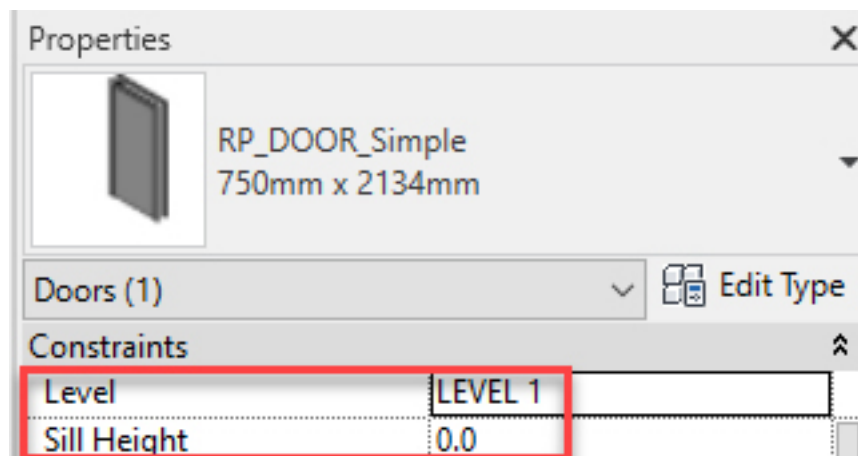 Properties
RP_DOOR_Simple
750mm x 2134mm
Doors (1) Edit Type
Constraints
Level LEVEL 1
Sill Height 0.0